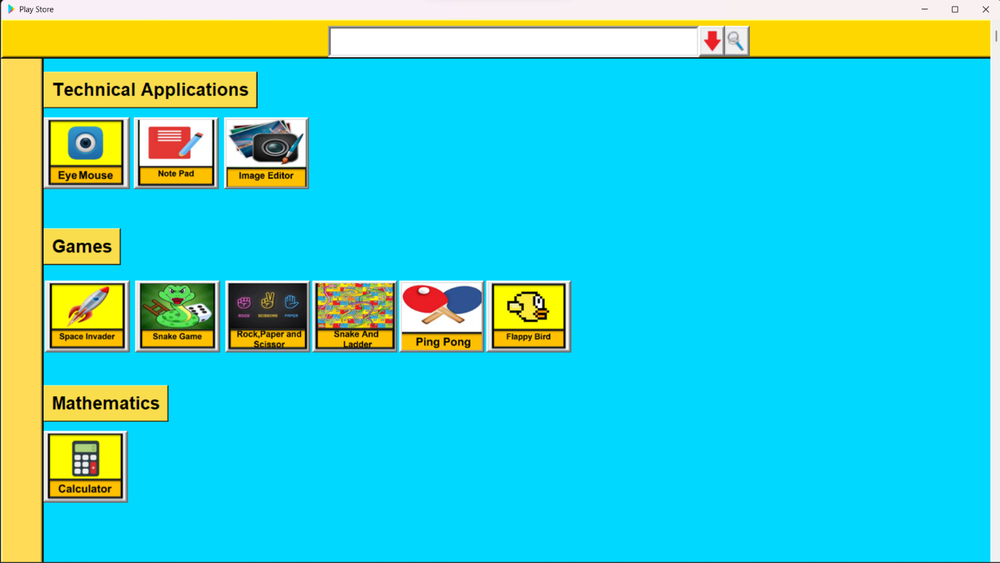 Play Store
Technical Applications
Eye Mouse
Note Pad
Image Editor
Games
Space Invader
Snake Game
ROCK SCISSORS PAPER
Rock,Paper and
Scissor
Snake And
Ladder
Ping Pong
Flappy Bird
Mathematics
Calculator